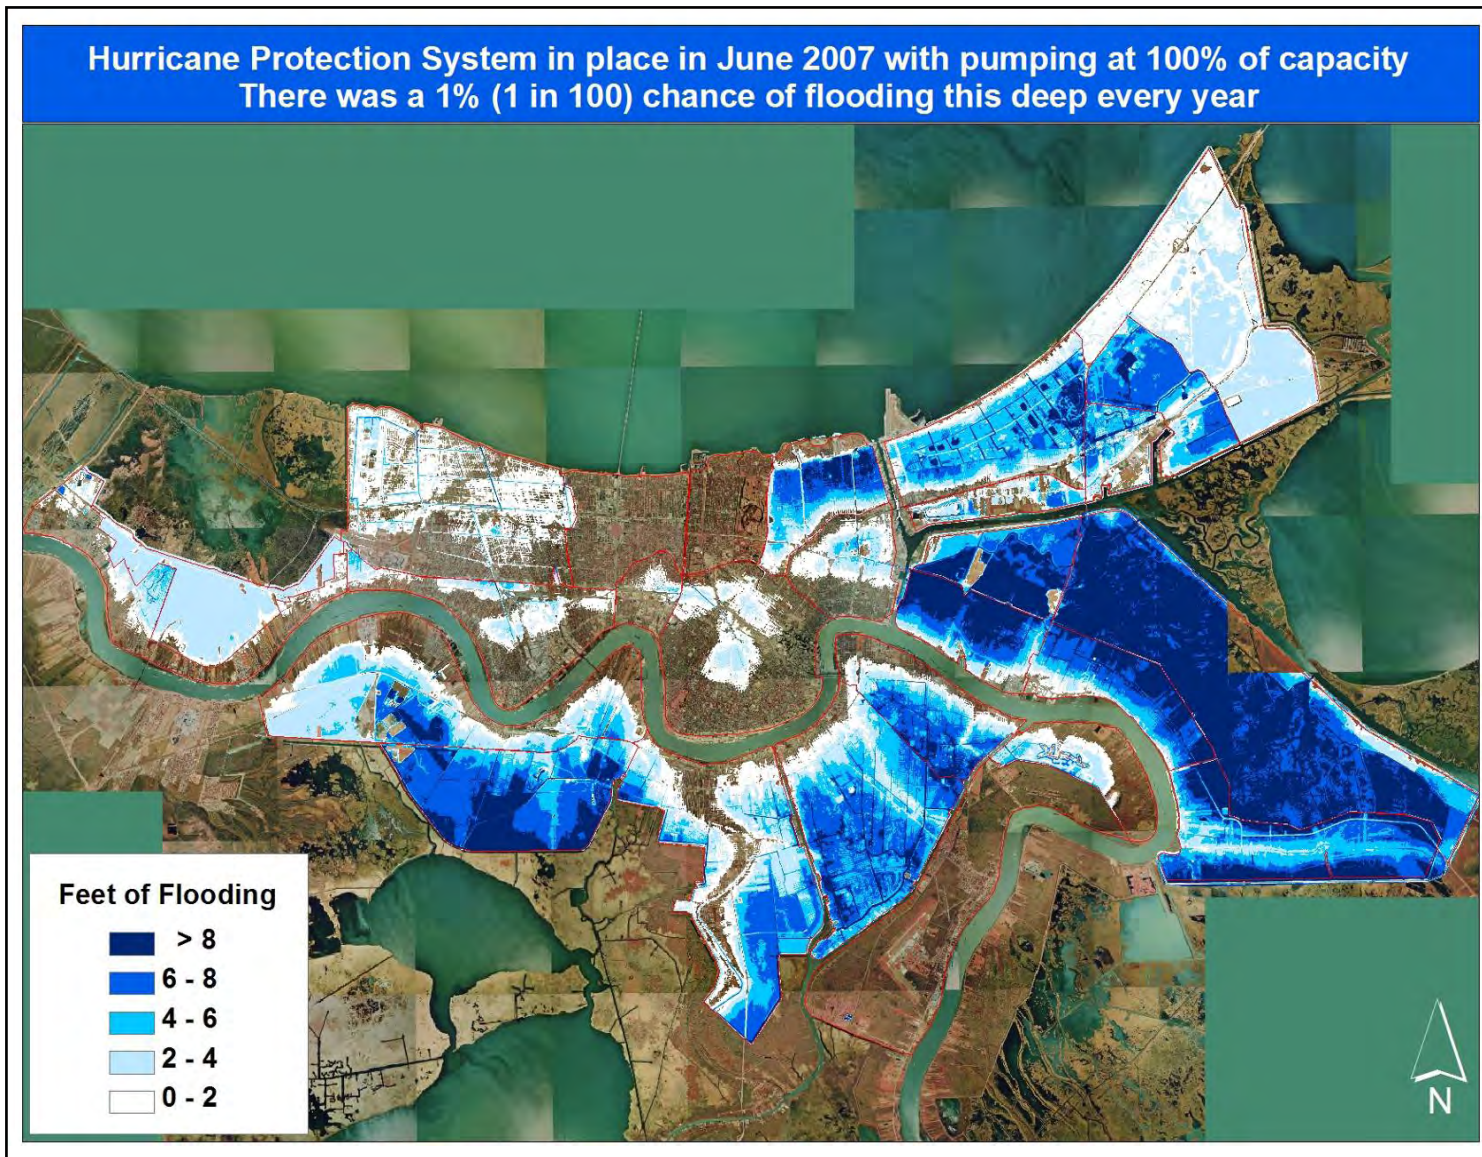 Hurricane Protection System in place in June 2007 with pumping at 100% of capacity
There was a 1% (1 in 100) chance of flooding this deep every year
Feet of Flooding
> 8
6 - 8
4 - 6
2 - 4
0 - 2
N